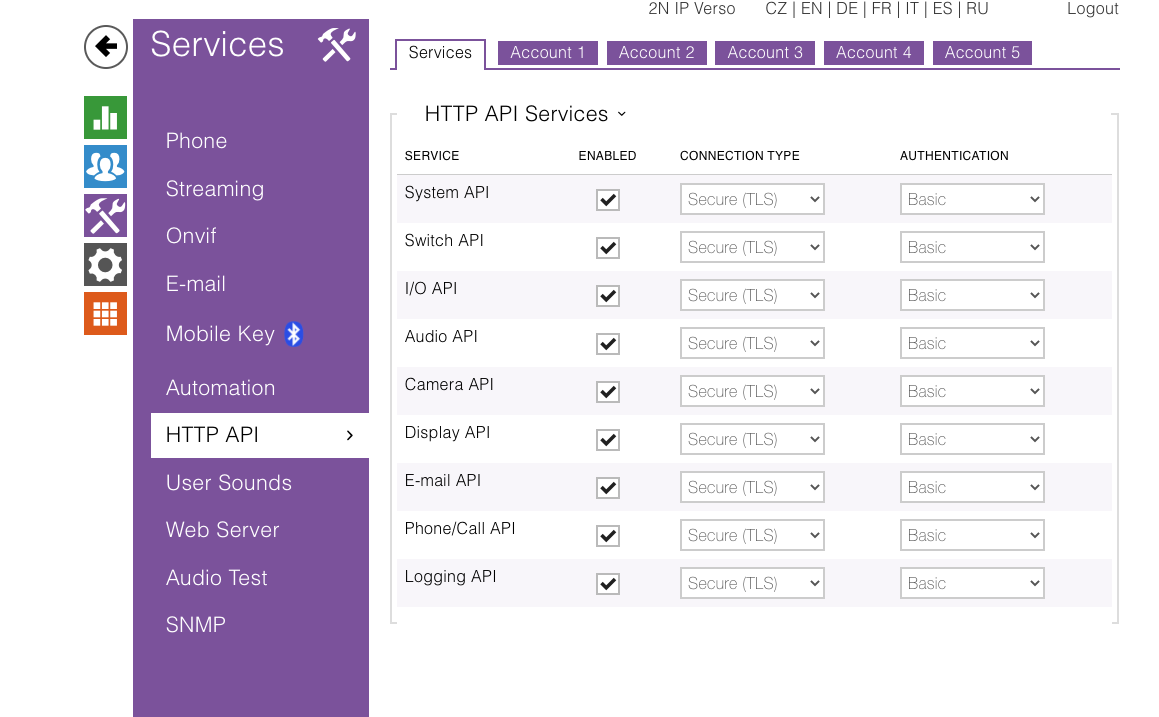 2N IP Verso CZ | EN | DE | FR | IT | ES | RU Logout
Services
Services Account 1 Account 2 Account 3 Account 4 Account 5
Phone
Streaming
Onvif
E-mail
Mobile Key
Automation
HTTP API
User Sounds
Web Server
Audio Test
SNMP
HTTP API Services
SERVICE ENABLED CONNECTION TYPE AUTHENTICATION
System API Secure (TLS) Basic
Switch API Secure (TLS) Basic
I/O API Secure (TLS) Basic
Audio API Secure (TLS) Basic
Camera API Secure (TLS) Basic
Display API Secure (TLS) Basic
E-mail API Secure (TLS) Basic
Phone/Call API Secure (TLS) Basic
Logging API Secure (TLS) Basic